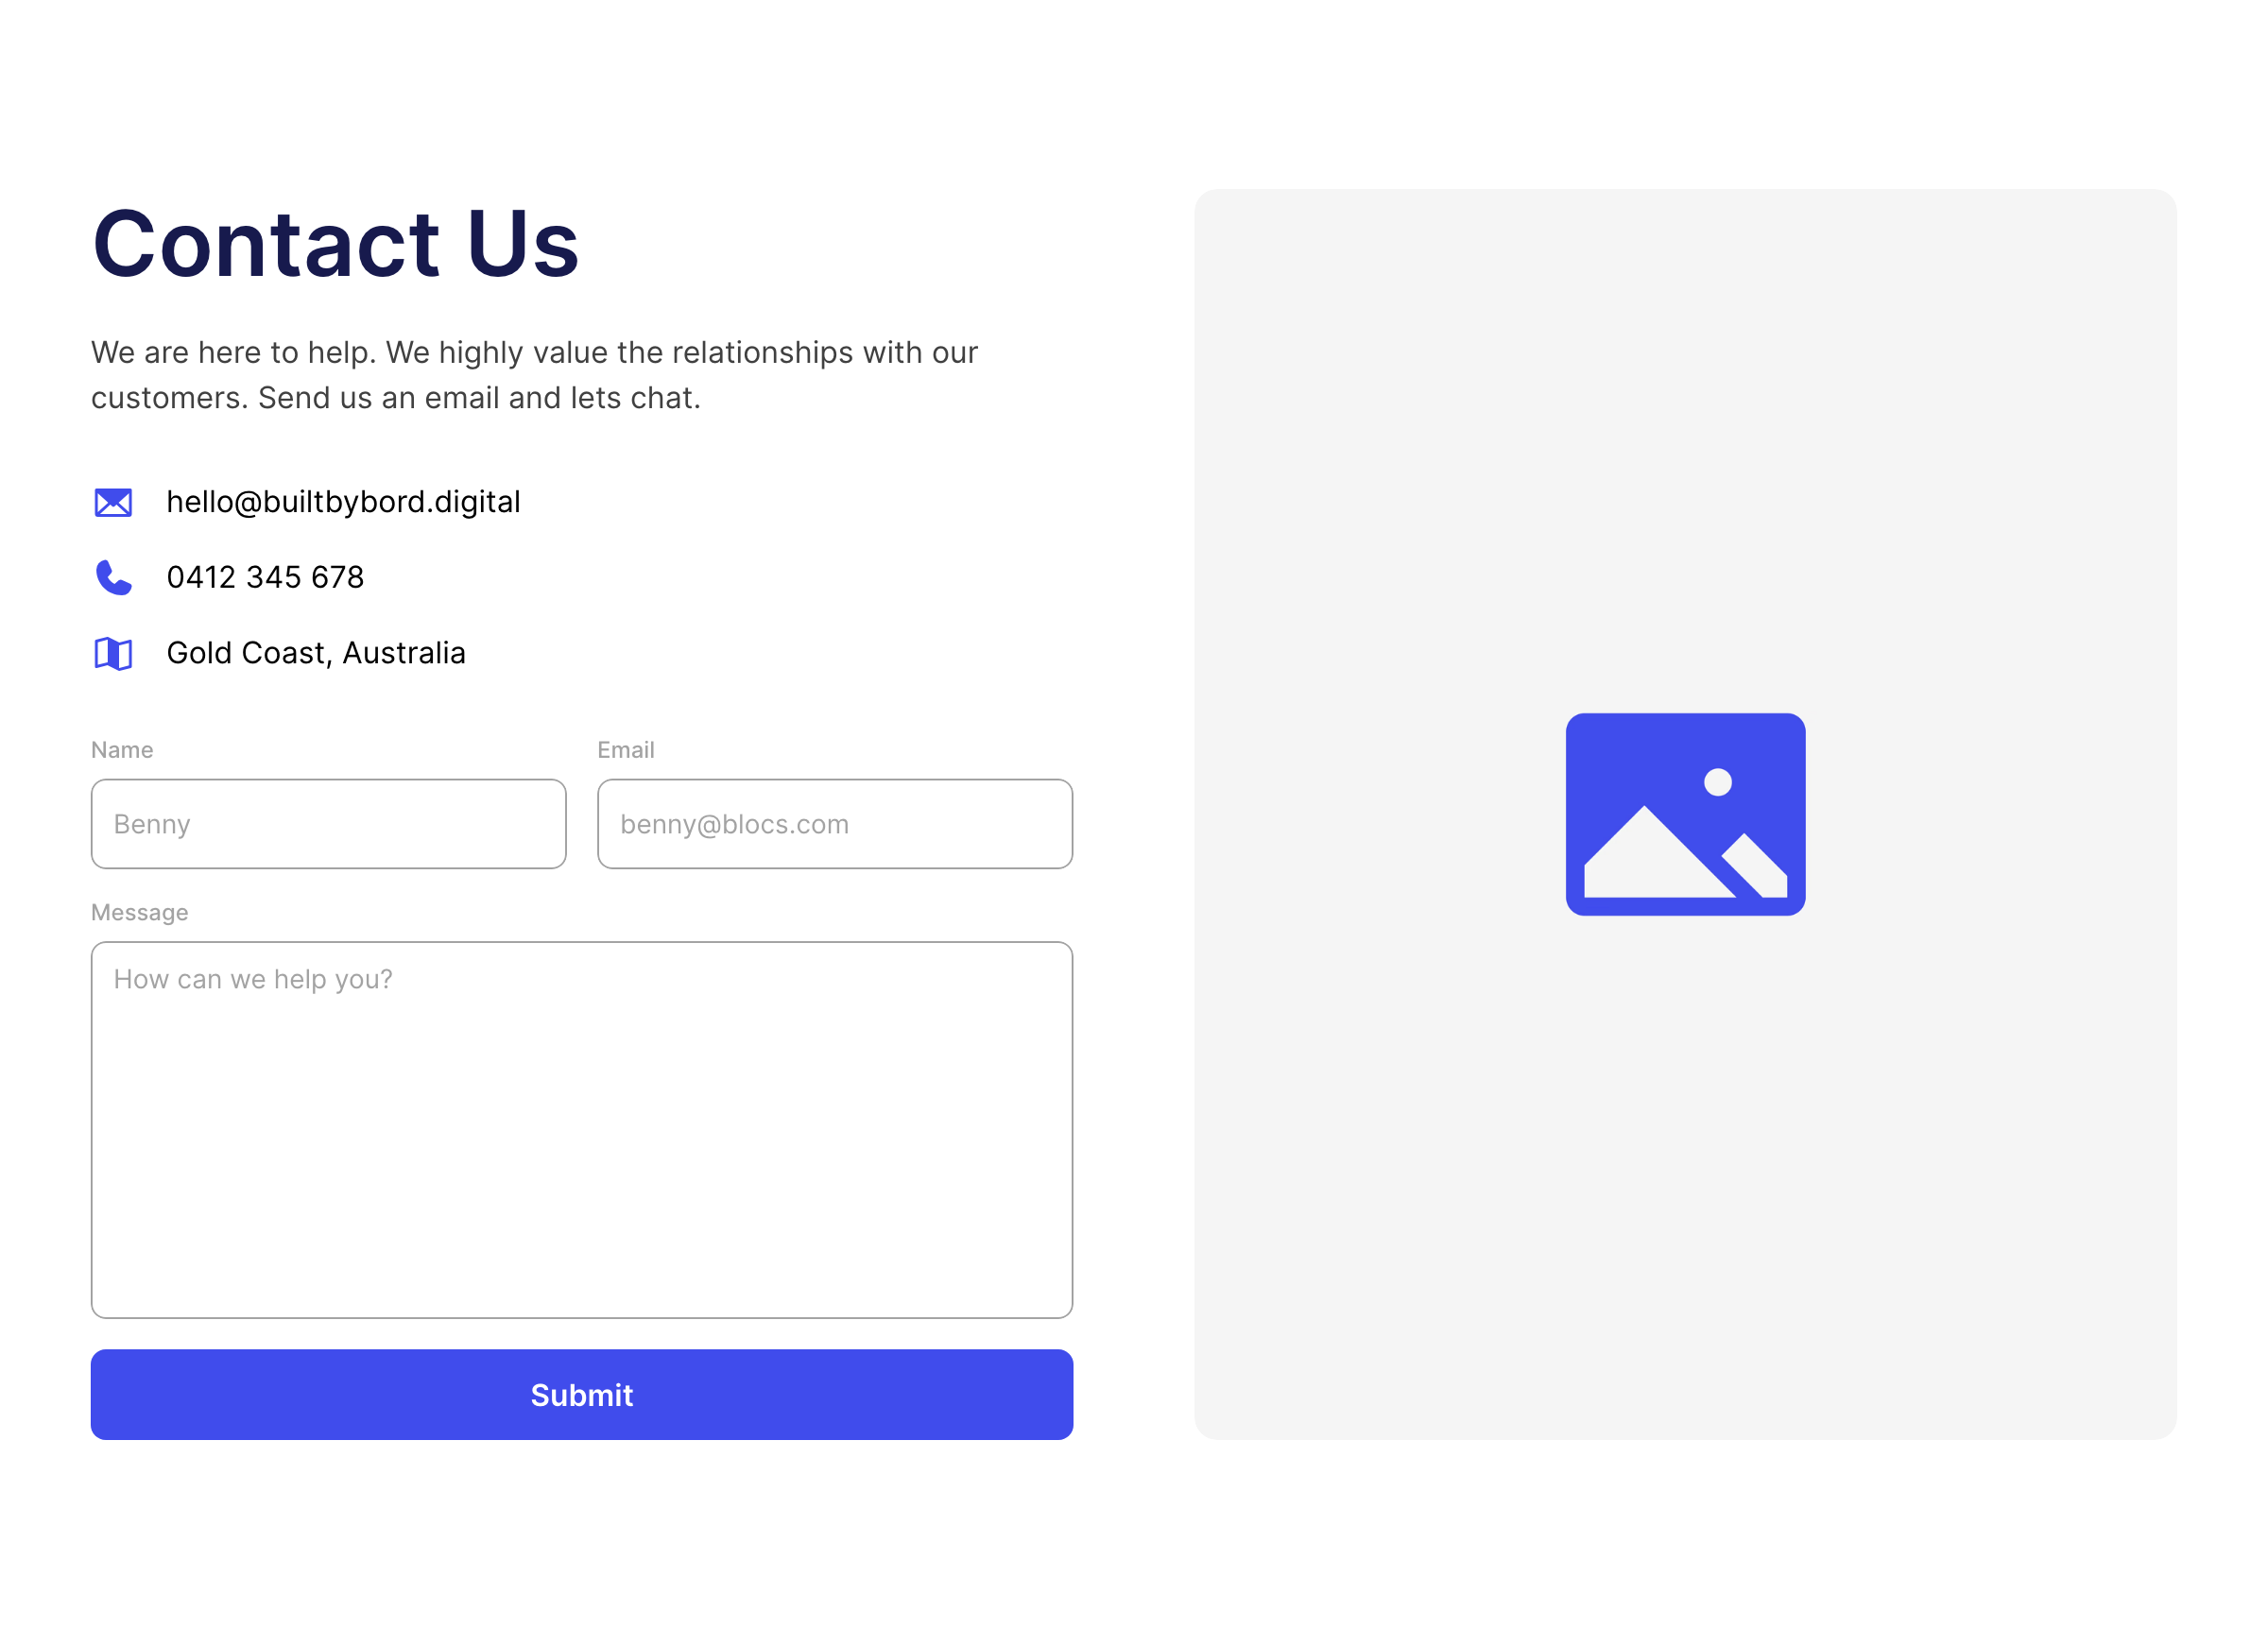 Contact Us
We are here to help. We highly value the relationships with our
customers. Send us an email and lets chat.
hello@builtbybord.digital
0412 345 678
Gold Coast, Australia
Name
Email
Benny
benny@blocs.com
Message
How can we help you?
Submit